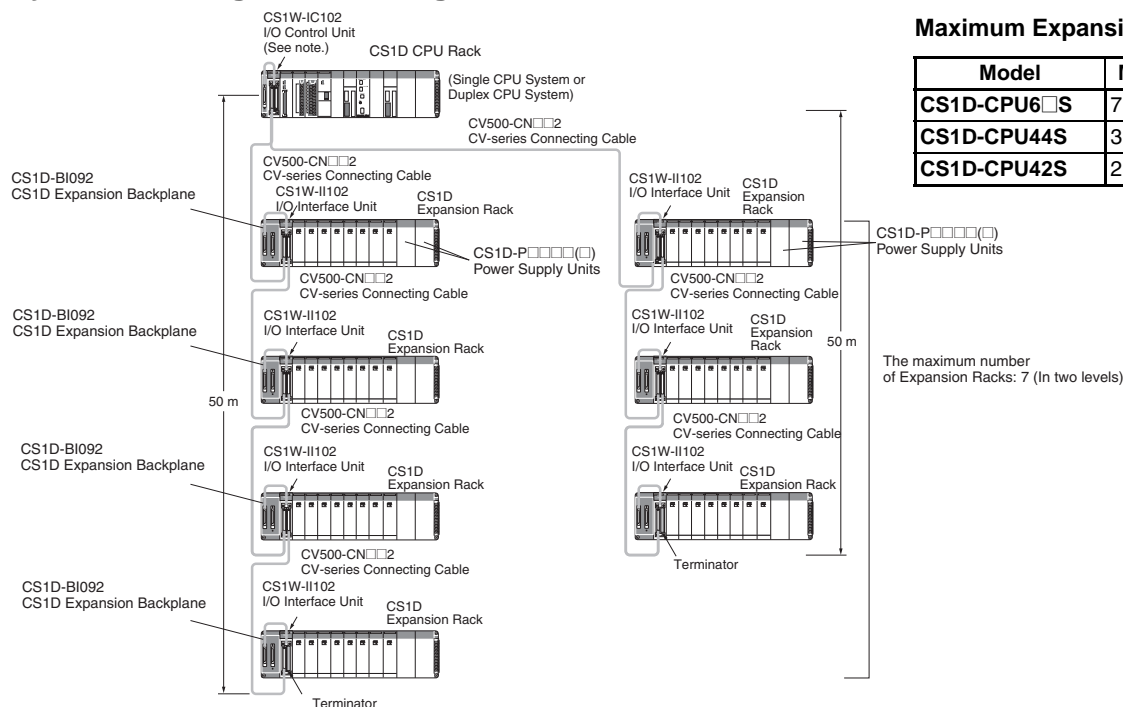 CS1W-IC102
I/O Control Unit
(See note.)
CS1D CPU Rack
(Single CPU System or
Duplex CPU System)
CV500-CN□□2
CV-series Connecting Cable
CV500-CN□□2
CV-series Connecting Cable
CS1D-BI092
CS1D Expansion Backplane
CS1W-II102
I/O Interface Unit
CS1D
Expansion Rack
CS1D-P□□□□(□)
Power Supply Units
CV500-CN□□2
CV-series Connecting Cable
CS1D-BI092
CS1D Expansion Backplane
CS1W-II102
I/O Interface Unit
CS1D
Expansion Rack
50 m
CV500-CN□□2
CV-series Connecting Cable
CS1D-BI092
CS1D Expansion Backplane
CS1W-II102
I/O Interface Unit
CS1D
Expansion Rack
CV500-CN□□2
CV-series Connecting Cable
CS1D-BI092
CS1D Expansion Backplane
CS1W-II102
I/O Interface Unit
CS1D
Expansion Rack
Terminator
CS1W-II102
I/O Interface Unit
CS1D
Expansion
Rack
CS1D-P□□□□(□)
Power Supply Units
CV500-CN□□2
CV-series Connecting Cable
CS1W-II102
I/O Interface Unit
CS1D
Expansion
Rack
50 m
CV500-CN□□2
CV-series Connecting Cable
CS1W-II102
I/O Interface Unit
CS1D
Expansion Rack
Terminator
The maximum number
of Expansion Racks: 7 (In two levels)
Maximum Expansi
Model
CS1D-CPU6□S 7
CS1D-CPU44S 3
CS1D-CPU42S 2